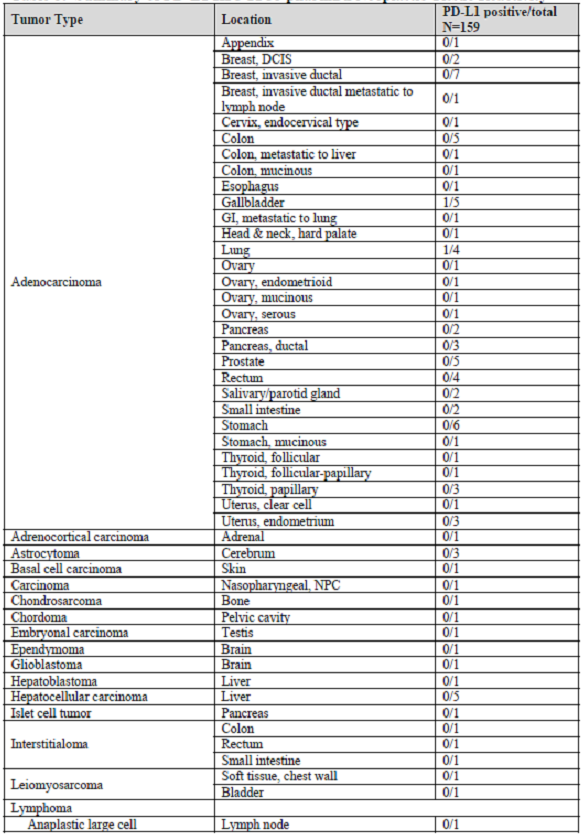 Tumor Type Location PD-L1 positive/total
N=159
Appendix 0/1
Breast, DCIS 0/2
Breast, invasive ductal 0/7
Breast, invasive ductal metastatic to
lymph node 0/1
Cervix, endocervical type 0/1
Colon 0/5
Colon, metastatic to liver 0/1
Colon, mucinous 0/1
Esophagus 0/1
Gallbladder 1/5
GI, metastatic to lung 0/1
Head & neck, hard palate 0/1
Lung 1/4
Ovary 0/1
Adenocarcinoma Ovary, endometrioid 0/1
Ovary, mucinous 0/1
Ovary, serous 0/1
Pancreas 0/2
Pancreas, ductal 0/3
Prostate 0/5
Rectum 0/4
Salivary/parotid gland 0/2
Small intestine 0/2
Stomach 0/6
Stomach, mucinous 0/1
Thyroid, follicular 0/1
Thyroid, follicular-papillary 0/1
Thyroid, papillary 0/3
Uterus, clear cell 0/1
Uterus, endometrium 0/3
Adrenocortical carcinoma Adrenal 0/1
Astrocytoma Cerebrum 0/3
Basal cell carcinoma Skin 0/1
Carcinoma Nasopharyngeal, NPC 0/1
Chondrosarcoma Bone 0/1
Chordoma Pelvic cavity 0/1
Embryonal carcinoma Testis 0/1
Ependymoma Brain 0/1
Glioblastoma Brain 0/1
Hepatoblastoma Liver 0/1
Hepatocellular carcinoma Liver 0/5
Islet cell tumor Pancreas 0/1
Colon 0/1
Interstitialoma Rectum 0/1
Small intestine 0/1
Leiomyosarcoma Soft tissue, chest wall 0/1
Bladder 0/1
Lymphoma
Anaplastic large cell Lymph node 0/1